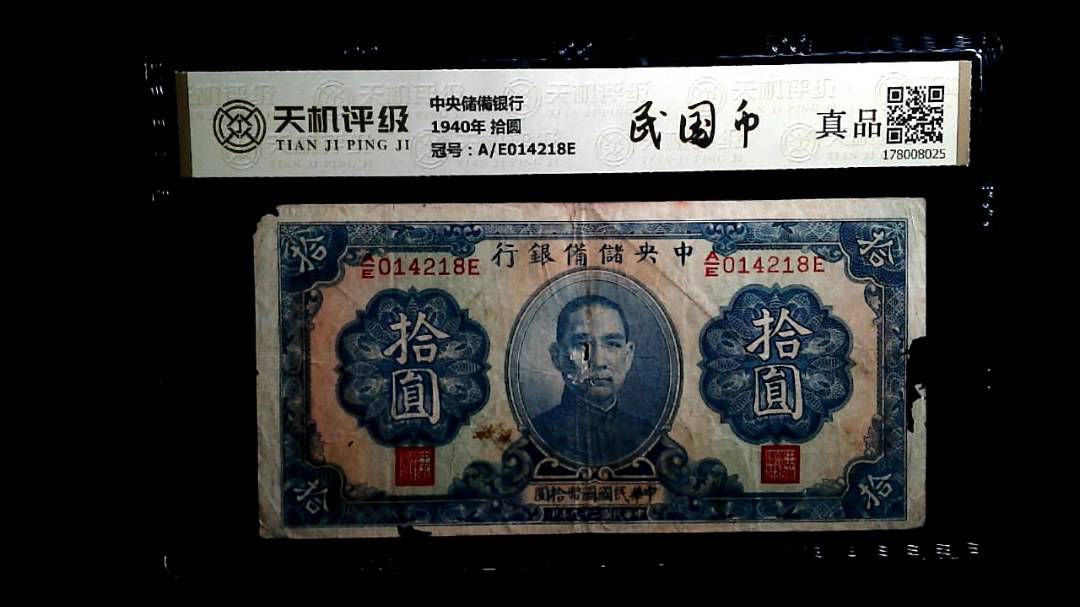 天机评级
TIAN JI PING JI
中央储備银行
1940年 拾圆
冠号：A/E014218E
民国币
真品
178008025
拾
拾
行銀備儲央中
A/E014218E
A/E014218E
拾圓
拾圓
圓拾幣國國民華中
拾
拾